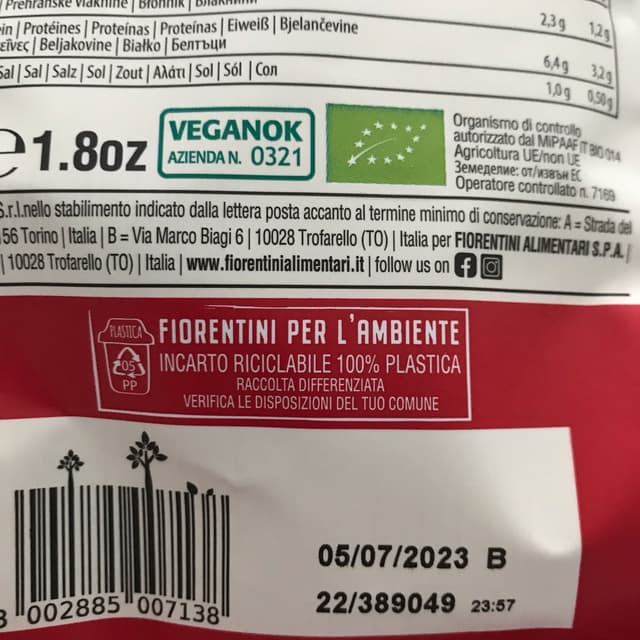 Prehranske vlaknine | Błonnik |
2,3g 1,2g
in | Protéines | Proteínas | Proteínas | Eiweiß | Bjelančevine
εΐνες | Beljakovine | Białko | Белтъци
6,4g 3,2g
Sal | Sal | Salz | Sol | Zout | Αλάτι | Sol | Sól | Сол
1,0g 0,50g
e1.8oz
VEGANOK
AZIENDA N. 0321
Organismo di controllo
autorizzato dal MIPAAF IT BIO 014
Agricoltura UE/non UE
Земеделие: от/извън ЕС
Operatore controllato n. 7169
S.r.l.nello stabilimento indicato dalla lettera posta accanto al termine minimo di conservazione: A = Strada del
156 Torino | Italia | B = Via Marco Biagi 6 | 10028 Trofarello (TO) | Italia per FIORENTINI ALIMENTARI S.P.A. |
| 10028 Trofarello (TO) | Italia | www.fiorentinialimentari.it | follow us on f
PLASTICA
05
PP
FIORENTINI PER L'AMBIENTE
INCARTO RICICLABILE 100% PLASTICA
RACCOLTA DIFFERENZIATA
VERIFICA LE DISPOSIZIONI DEL TUO COMUNE
05/07/2023 B
22/389049 23:57
8 002885 007138